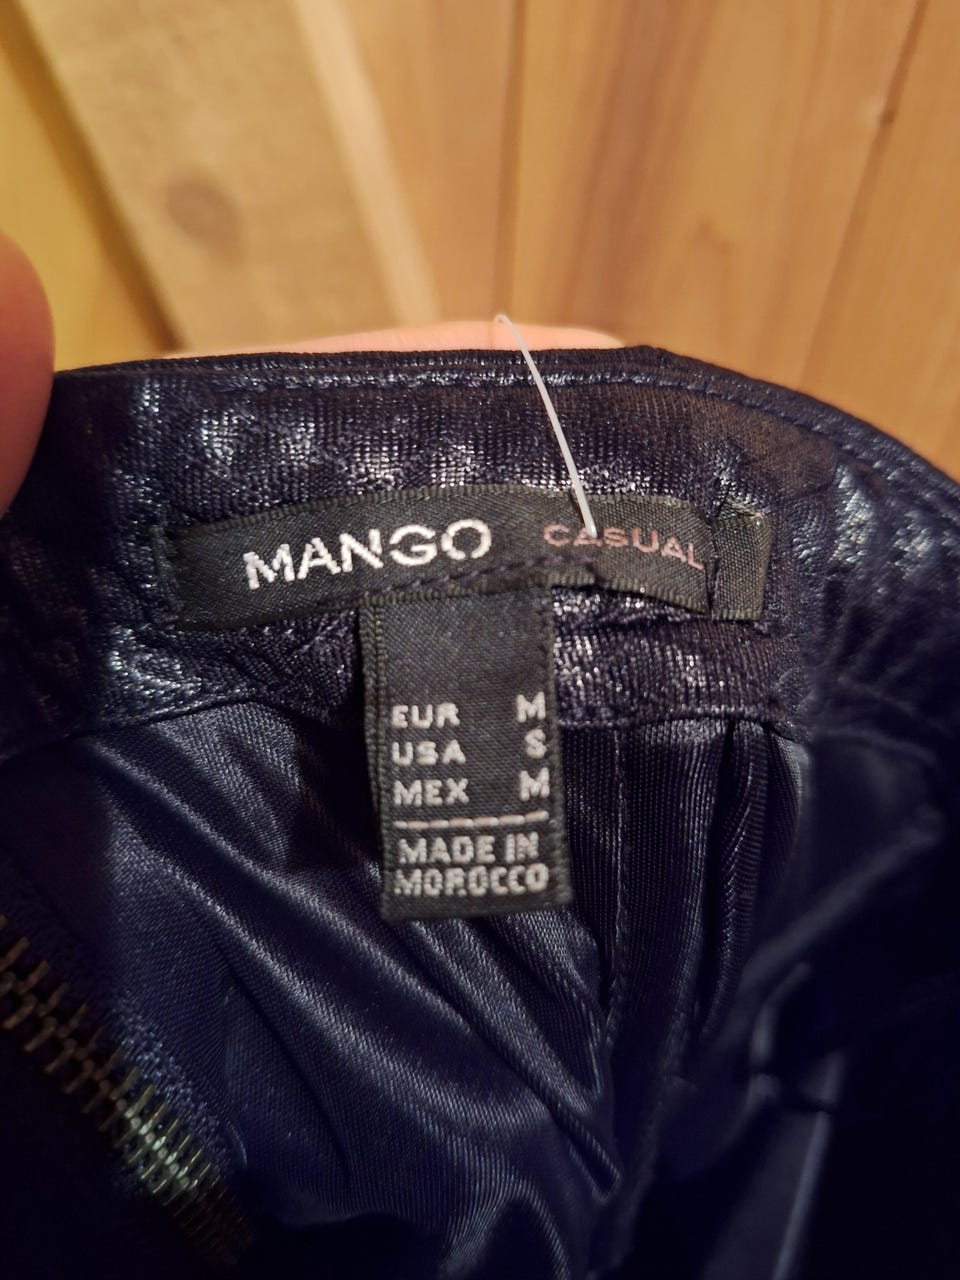 MANGO CASUAL
EUR M
USA S
MEX M
MADE IN
MOROCCO